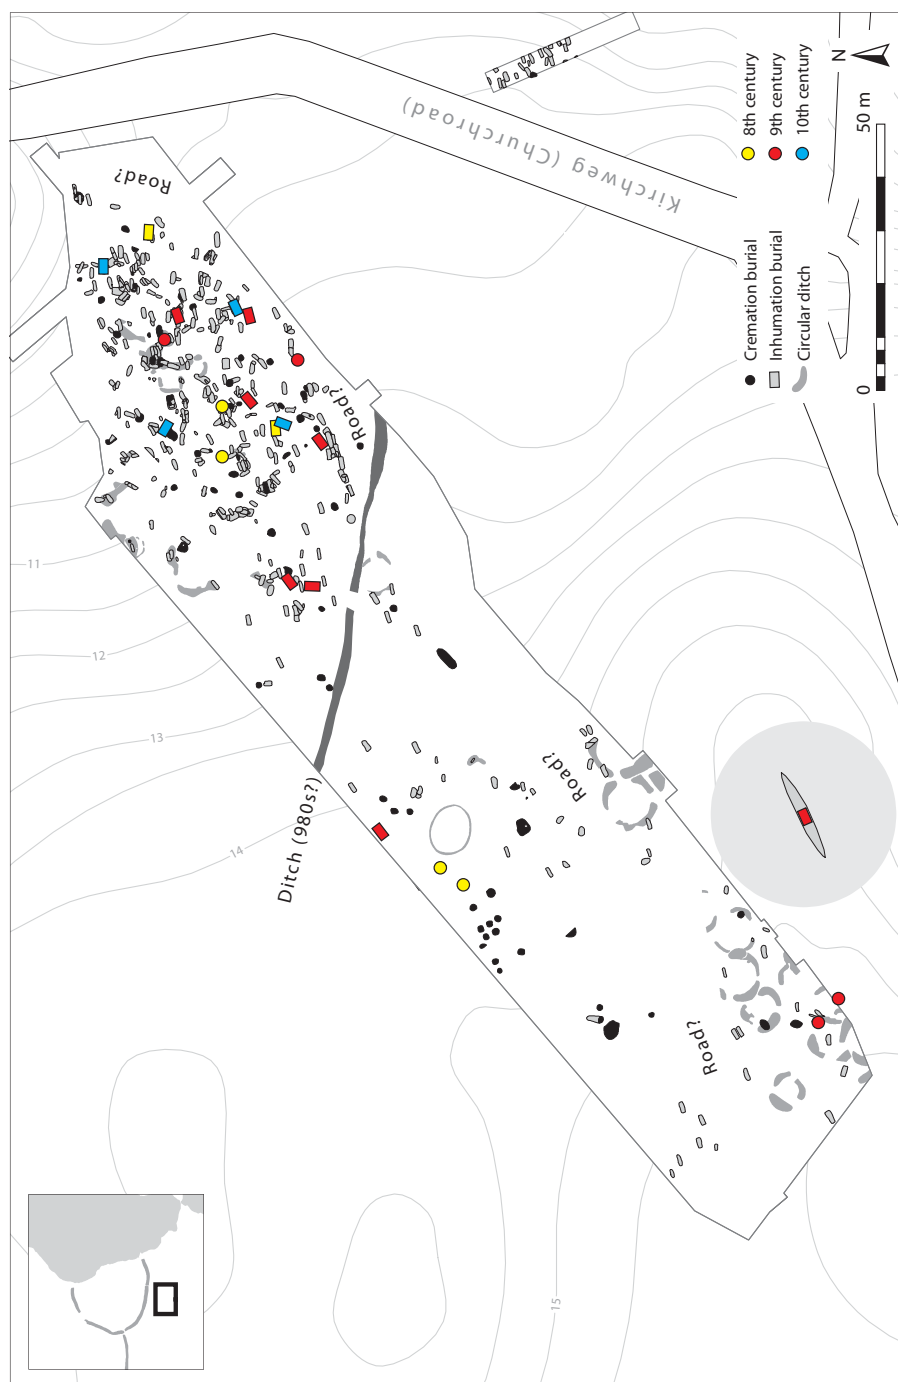 Kirchweg (Churchroad)
N
8th century
9th century
10th century
50 m
0
Cremation burial
Inhumation burial
Circular ditch
Road?
Road?
Road?
Road?
Ditch (980s?)
11
12
13
14
15